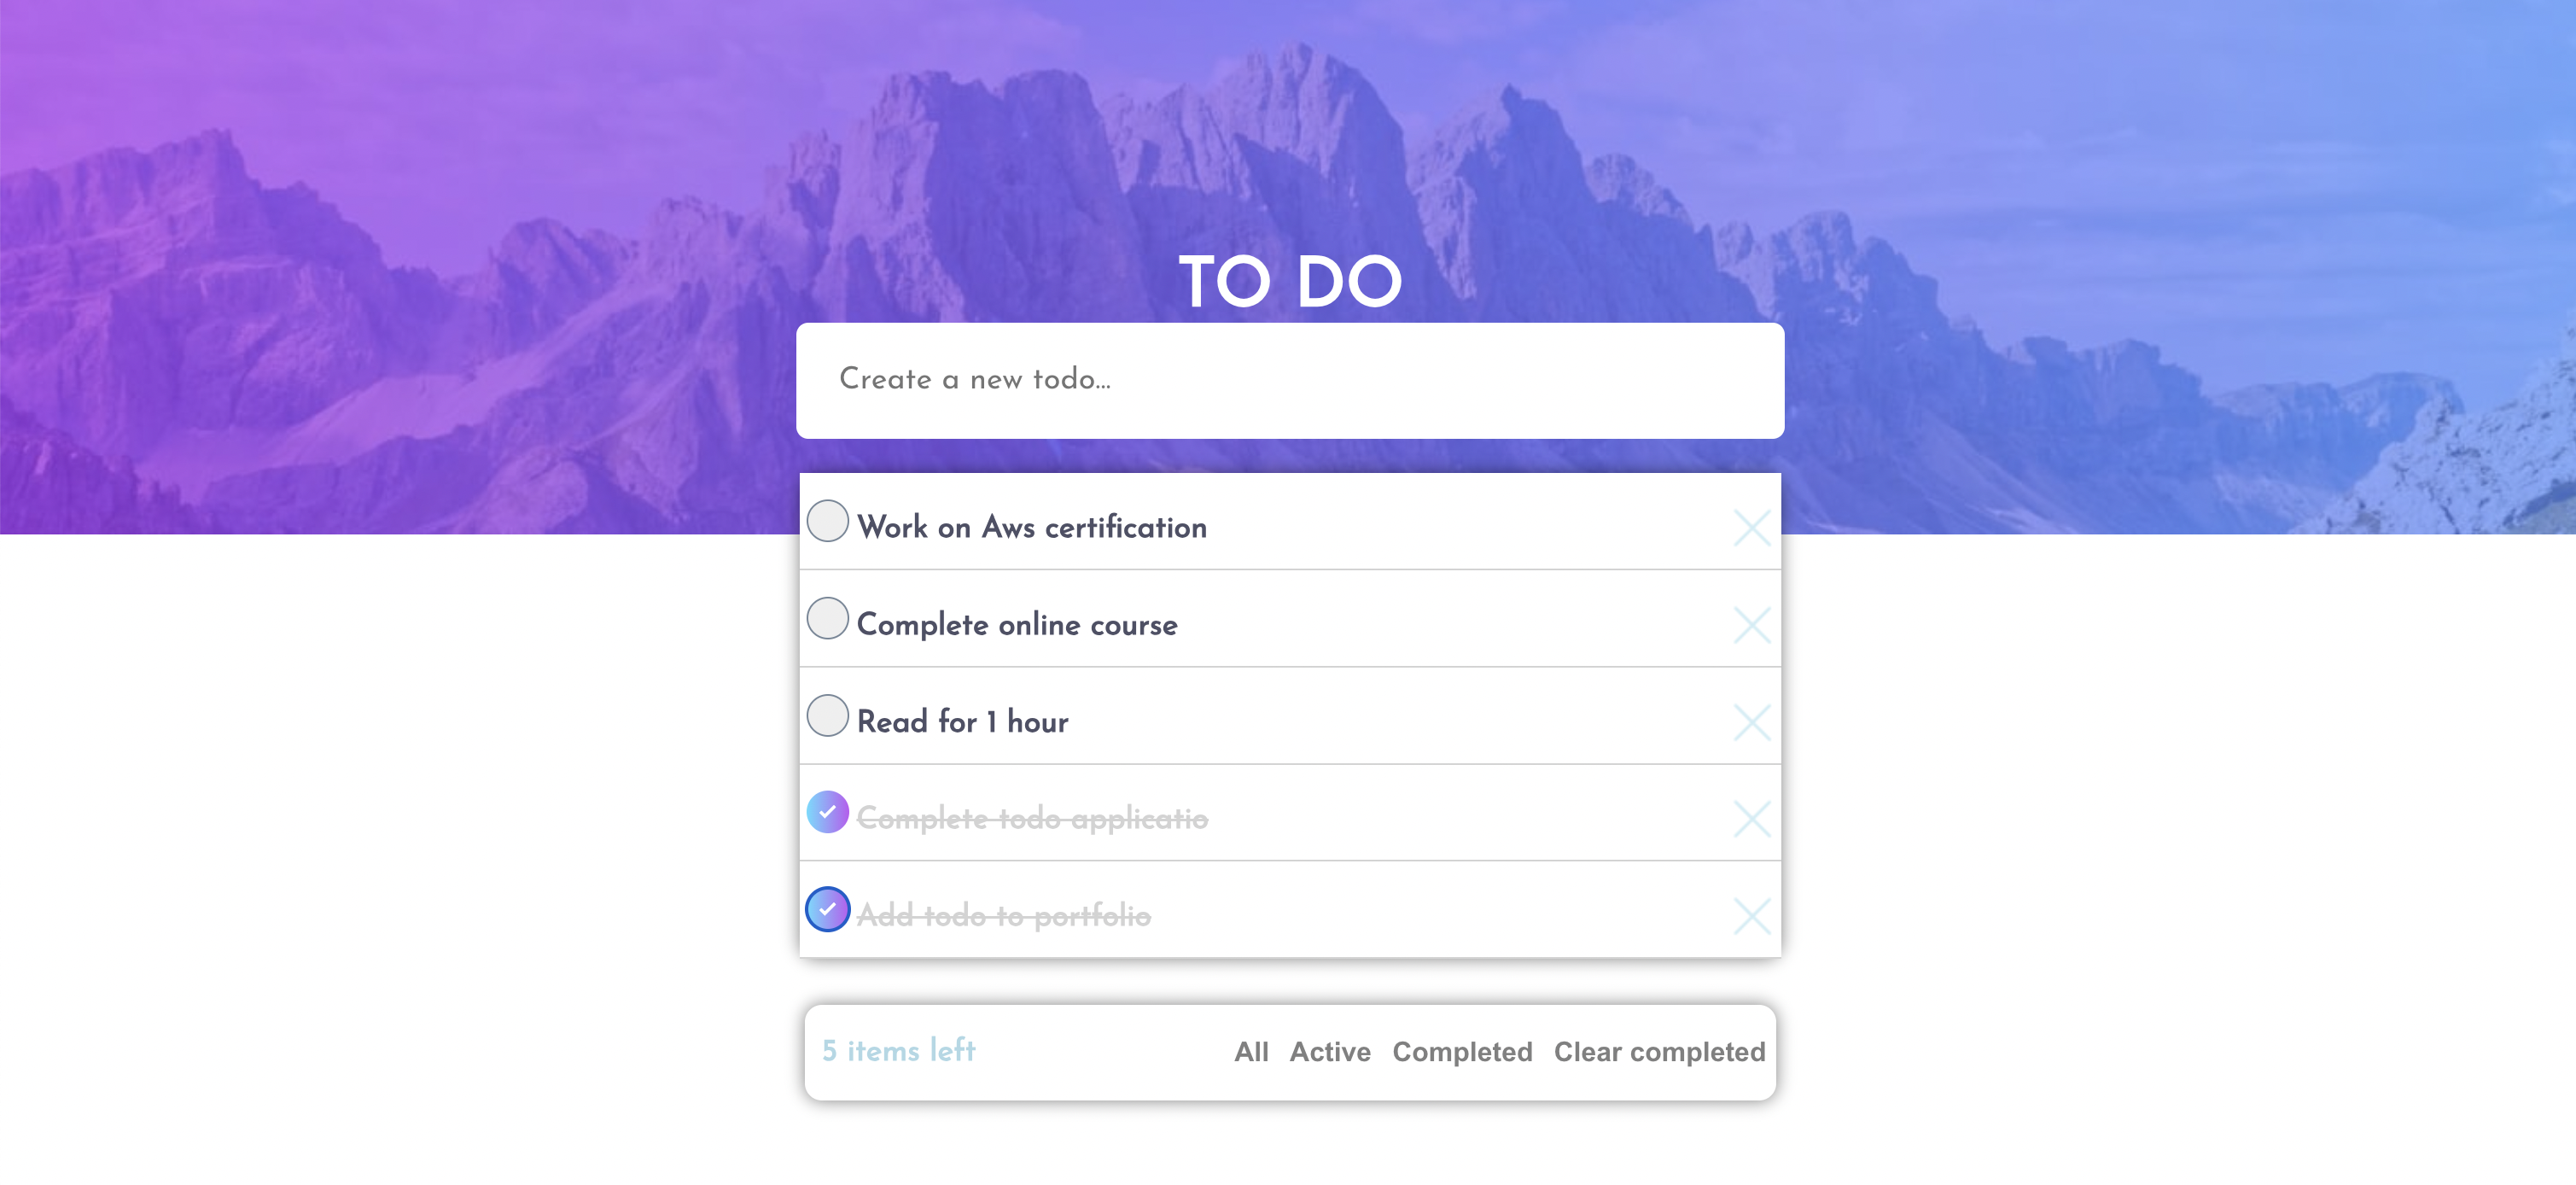 TO DO
Create a new todo...
Work on Aws certification
Complete online course
Read for 1 hour
Complete todo applicatio
Add todo to portfolio
5 items left All Active Completed Clear completed